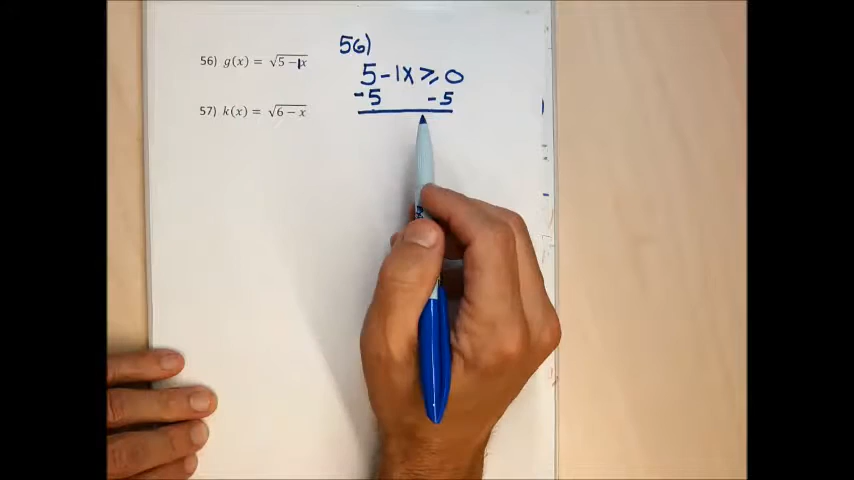 56) g(x) = √5 − 1x
57) k(x) = √6 − x
56)
5 - 1x ≥ 0
-5 -5